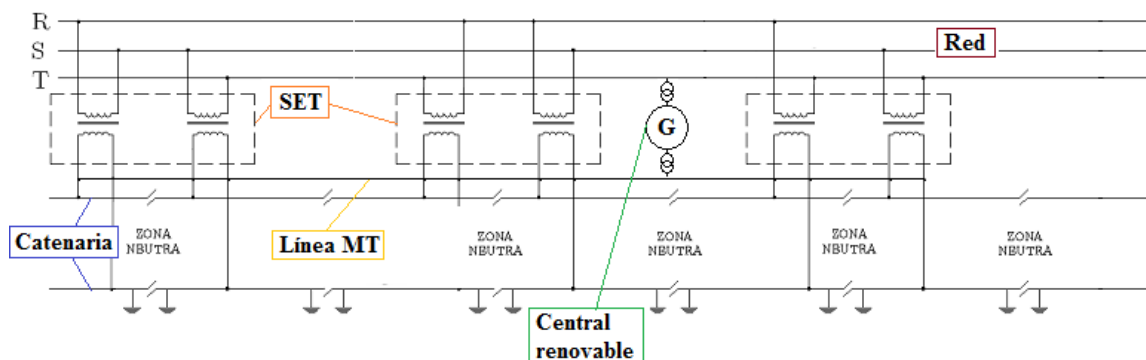 R
S
T
Red
SET
G
Catenaria
ZONA
NEUTRA
Línea MT
ZONA
NEUTRA
ZONA
NEUTRA
ZONA
NEUTRA
ZONA
NEUTRA
Central
renovable